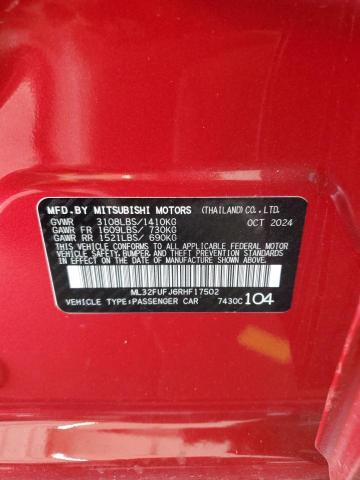 MFD.BY MITSUBISHI MOTORS (THAILAND)CO.,LTD.
GVWR 3108LBS/1410KG OCT 2024
GAWR FR 1609LBS/ 730KG
GAWR RR 1521LBS/ 690KG
THIS VEHICLE CONFORMS TO ALL APPLICABLE FEDERAL MOTOR
VEHICLE SAFETY, BUMPER, AND THEFT PREVENTION STANDARDS
IN EFFECT ON THE DATE OF MANUFACTURE SHOWN ABOVE.
ML32FUFJ6RHF17502
VEHICLE TYPE:PASSENGER CAR 7430C 104